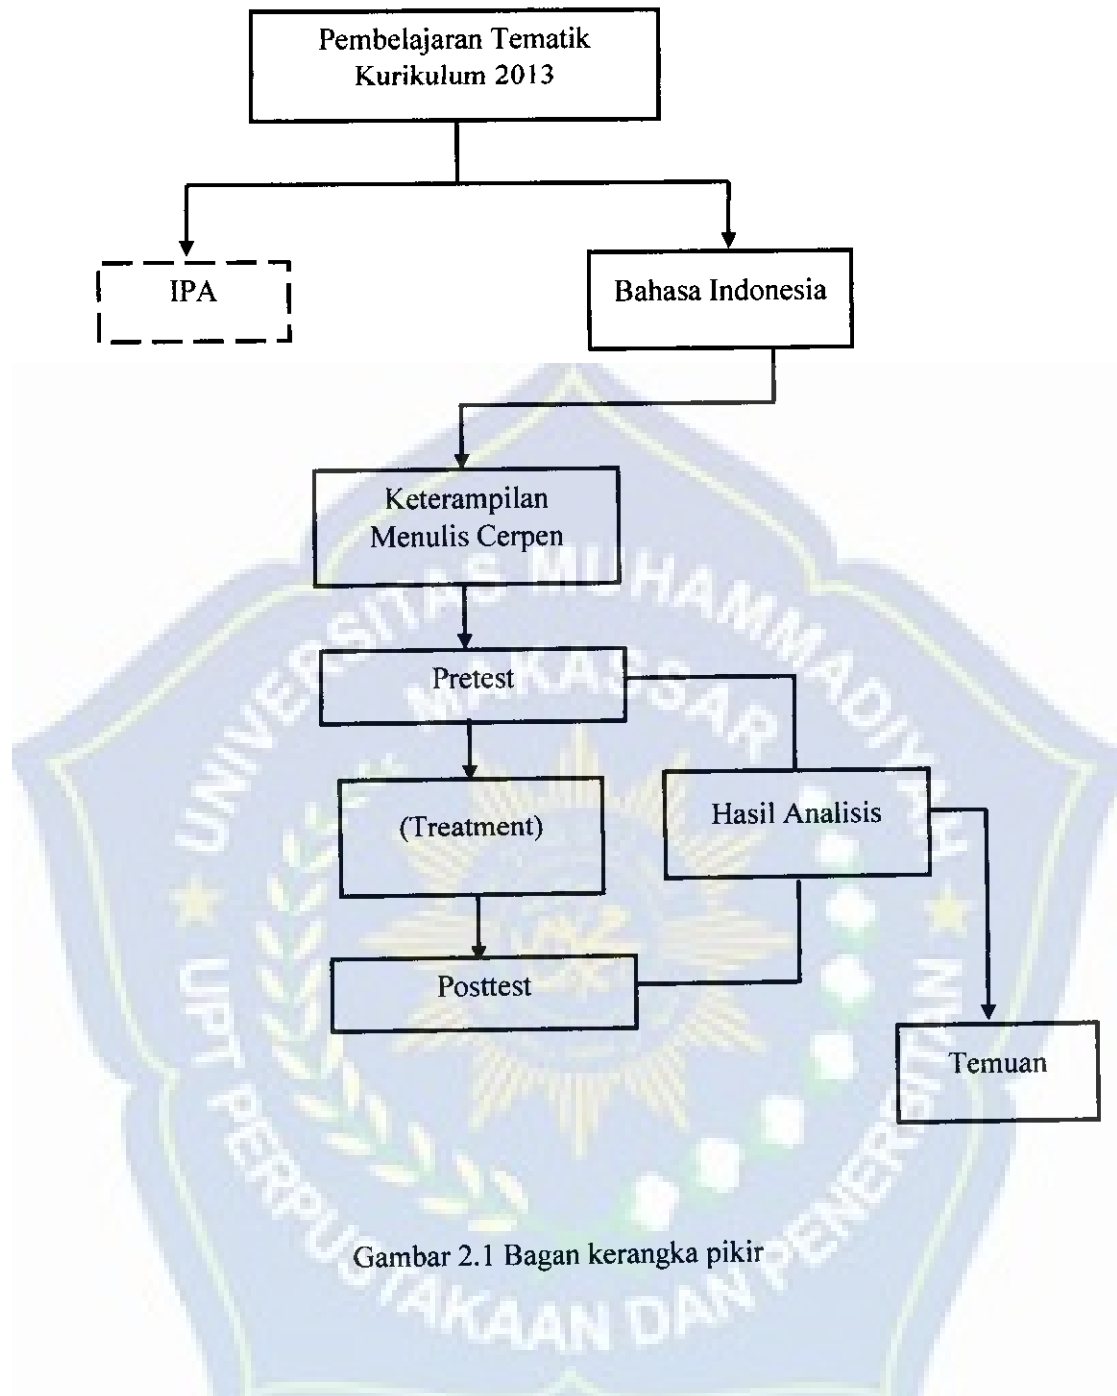 Pembelajaran Tematik
Kurikulum 2013
IPA
Bahasa Indonesia
Keterampilan
Menulis Cerpen
Pretest
(Treatment)
Hasil Analisis
Posttest
Temuan
Gambar 2.1 Bagan kerangka pikir
UNIVERSITAS MUHAMMADIYAH
MAKASSAR
UPT PERPUSTAKAAN DAN PENERBITAN